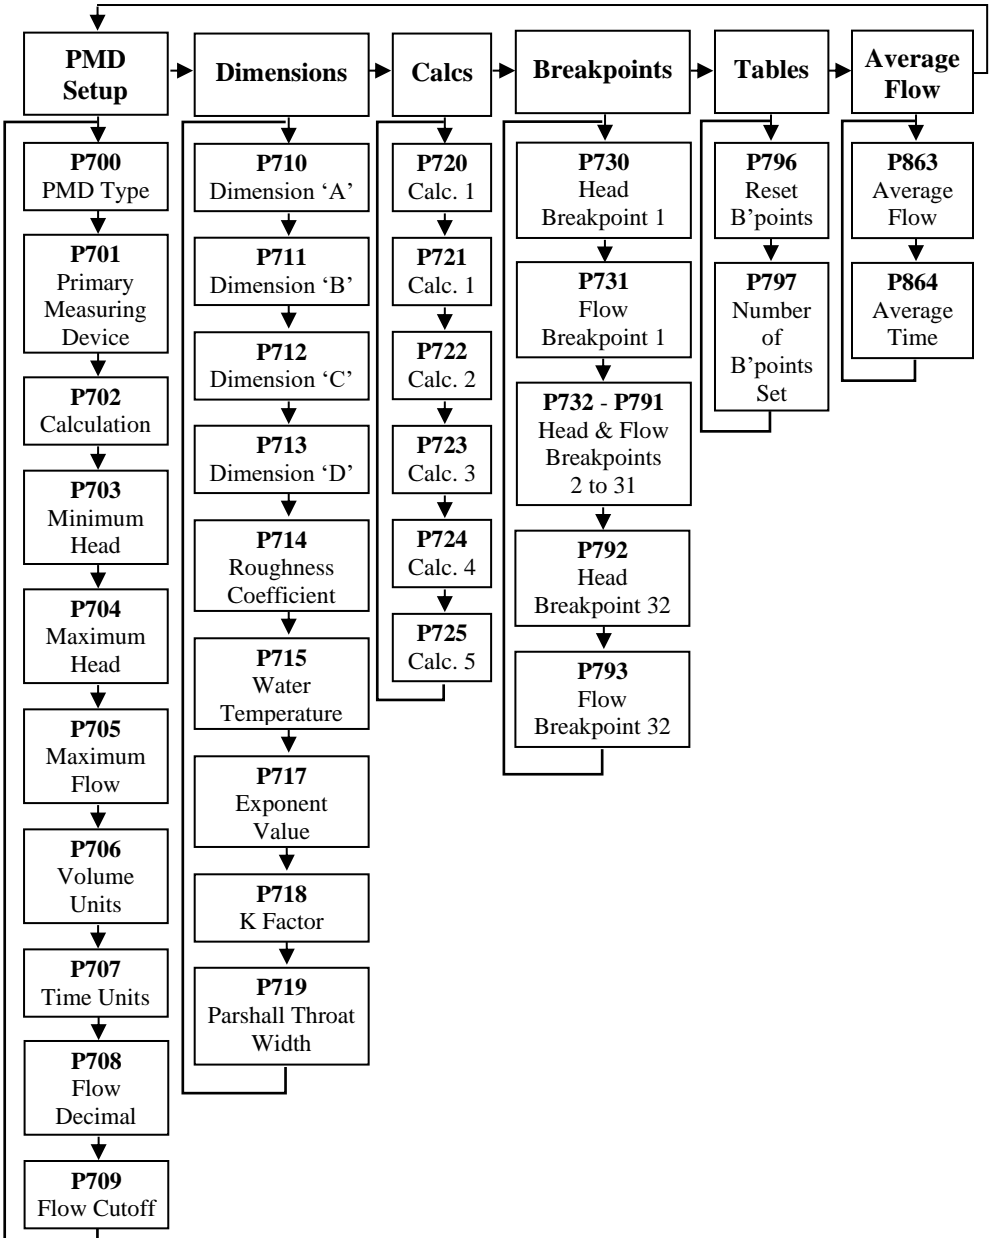 PMD
Setup
Dimensions
Calcs
Breakpoints
Tables
Average
Flow
P700
PMD Type
P701
Primary
Measuring
Device
P702
Calculation
P703
Minimum
Head
P704
Maximum
Head
P705
Maximum
Flow
P706
Volume
Units
P707
Time Units
P708
Flow
Decimal
P709
Flow Cutoff
P710
Dimension ‘A’
P711
Dimension ‘B’
P712
Dimension ‘C’
P713
Dimension ‘D’
P714
Roughness
Coefficient
P715
Water
Temperature
P717
Exponent
Value
P718
K Factor
P719
Parshall Throat
Width
P720
Calc. 1
P721
Calc. 1
P722
Calc. 2
P723
Calc. 3
P724
Calc. 4
P725
Calc. 5
P730
Head
Breakpoint 1
P731
Flow
Breakpoint 1
P732 - P791
Head & Flow
Breakpoints
2 to 31
P792
Head
Breakpoint 32
P793
Flow
Breakpoint 32
P796
Reset
B’points
P797
Number
of
B’points
Set
P863
Average
Flow
P864
Average
Time